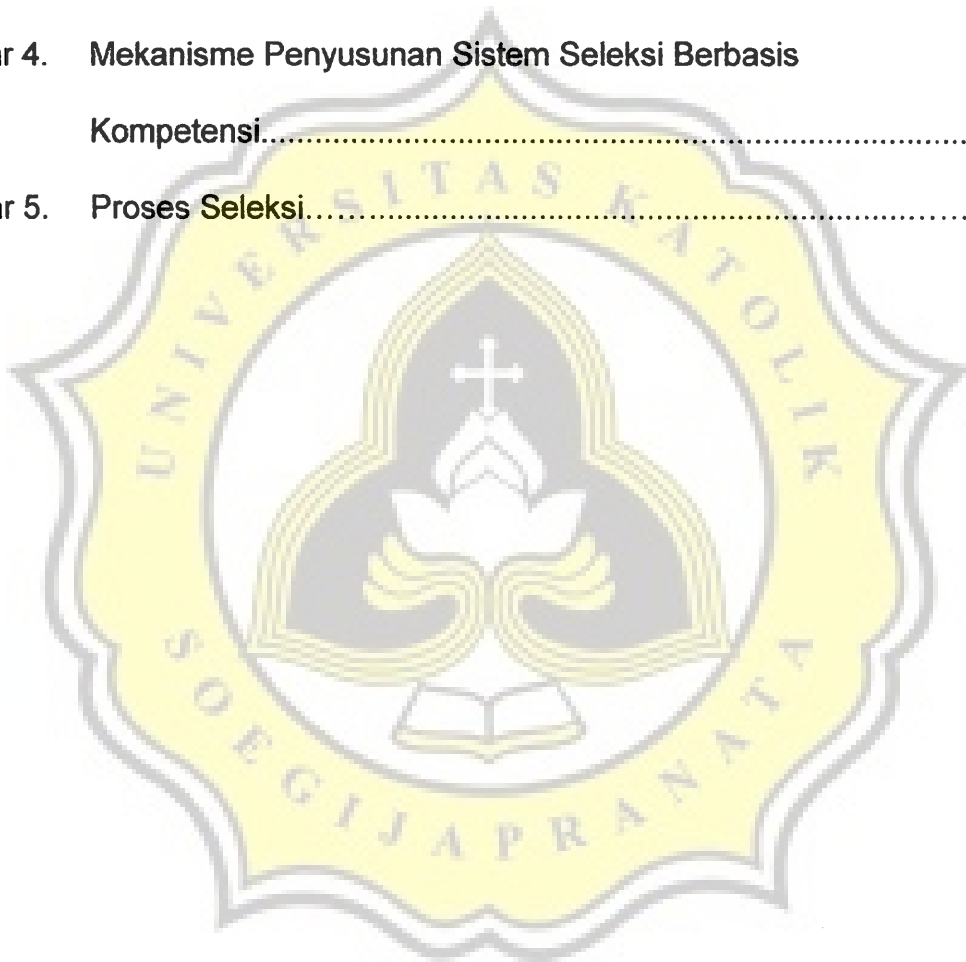 r 4. Mekanisme Penyusunan Sistem Seleksi Berbasis
Kompetensi......................................................................
r 5. Proses Seleksi................................................................
UNIVERSITAS KATOLIK
SOEGIJAPRANATA